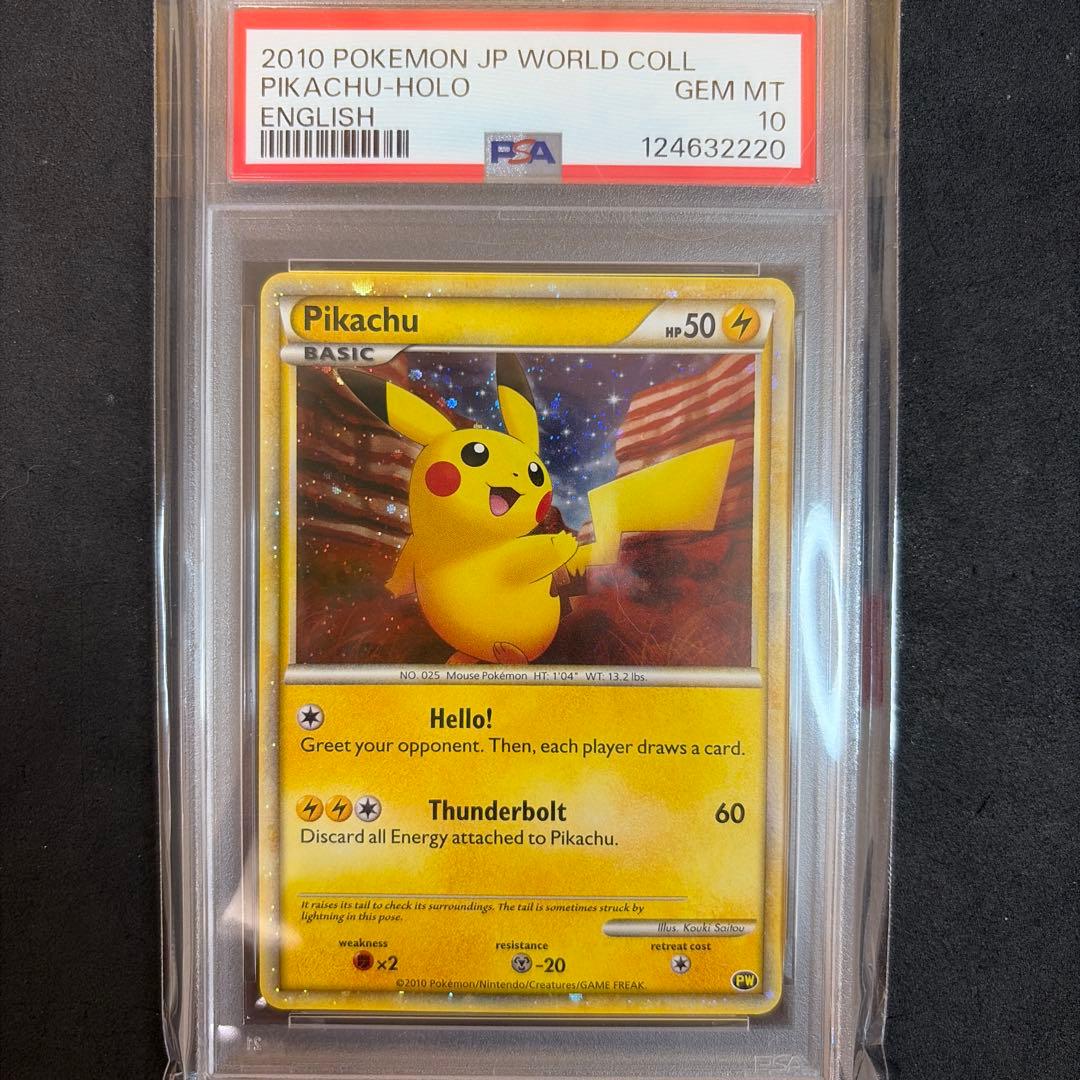 2010 POKEMON JP WORLD COLL
PIKACHU-HOLO GEM MT
ENGLISH 10
PSA 124632220
Pikachu HP 50
BASIC
NO. 025 Mouse Pokémon HT: 1'04" WT: 13.2 lbs.
Hello!
Greet your opponent. Then, each player draws a card.
Thunderbolt 60
Discard all Energy attached to Pikachu.
It raises its tail to check its surroundings. The tail is sometimes struck by
lightning in this pose.
Illus. Kouki Saitou
weakness resistance retreat cost
×2 -20
©2010 Pokémon/Nintendo/Creatures/GAME FREAK.
PW
PSA